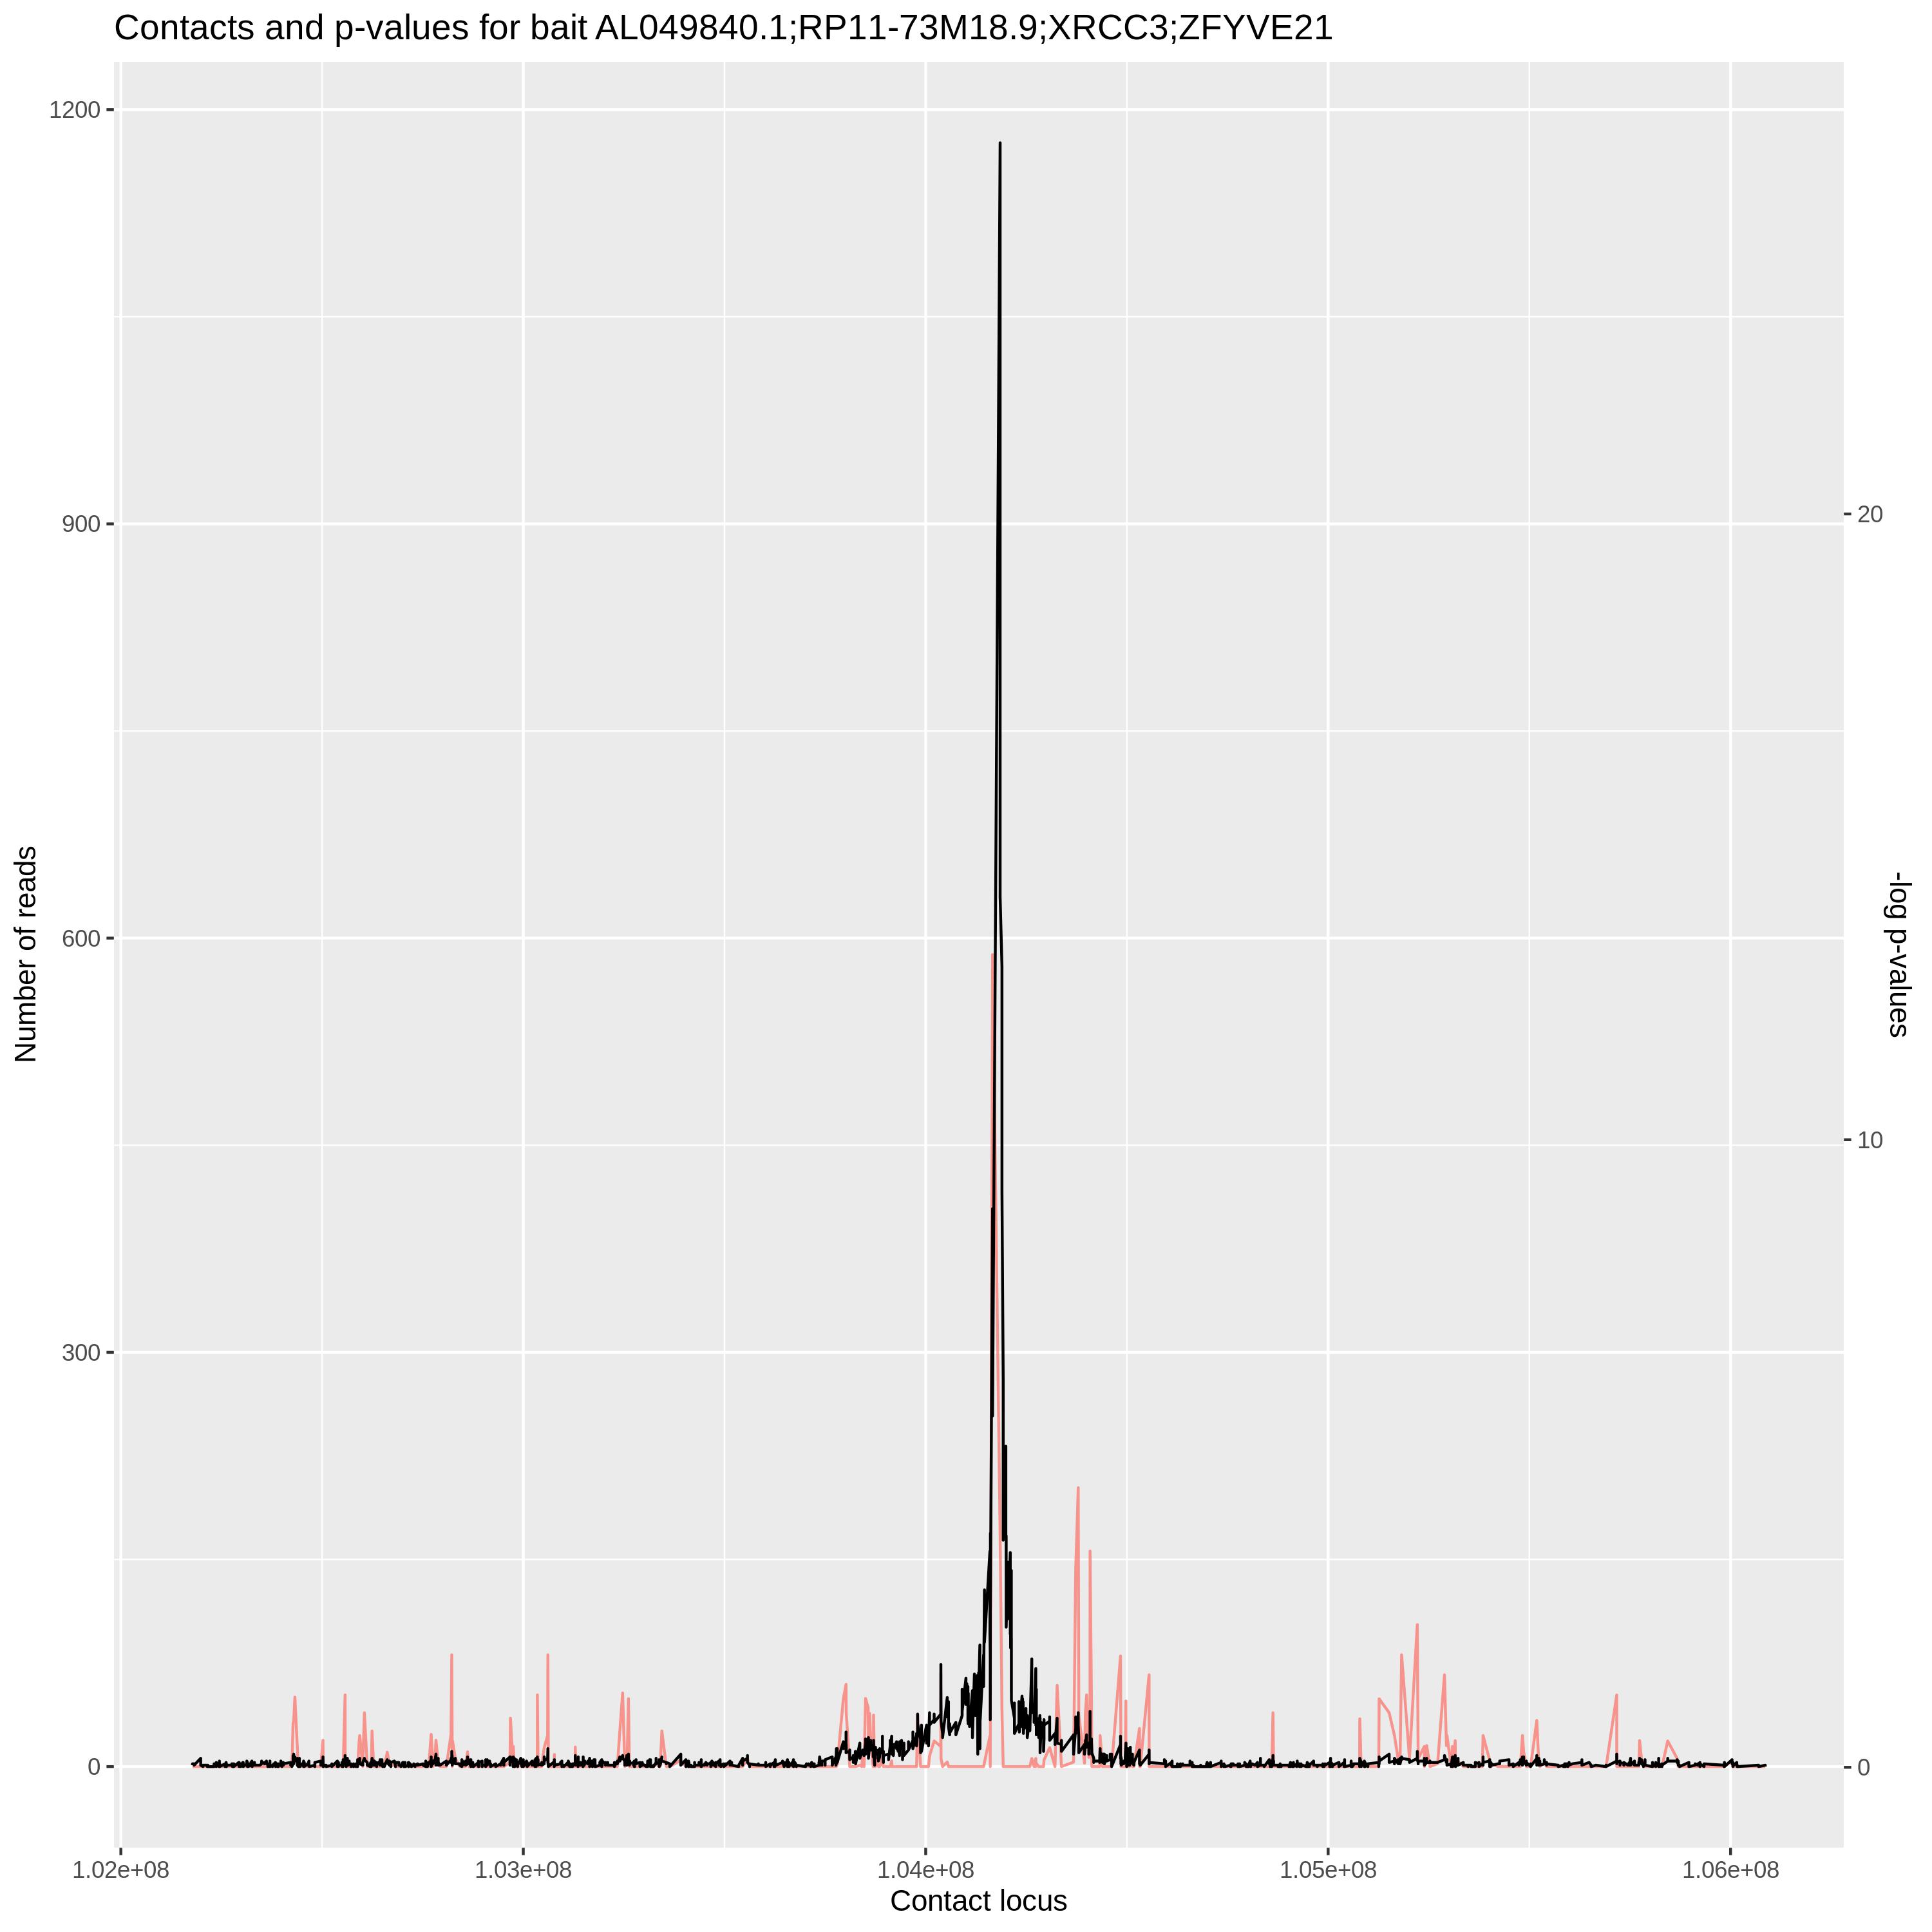 Contacts and p-values for bait AL049840.1;RP11-73M18.9;XRCC3;ZFYVE21
1200
900
600
300
0
Number of reads
20
10
0
-log p-values
1.02e+08 1.03e+08 1.04e+08 1.05e+08 1.06e+08
Contact locus